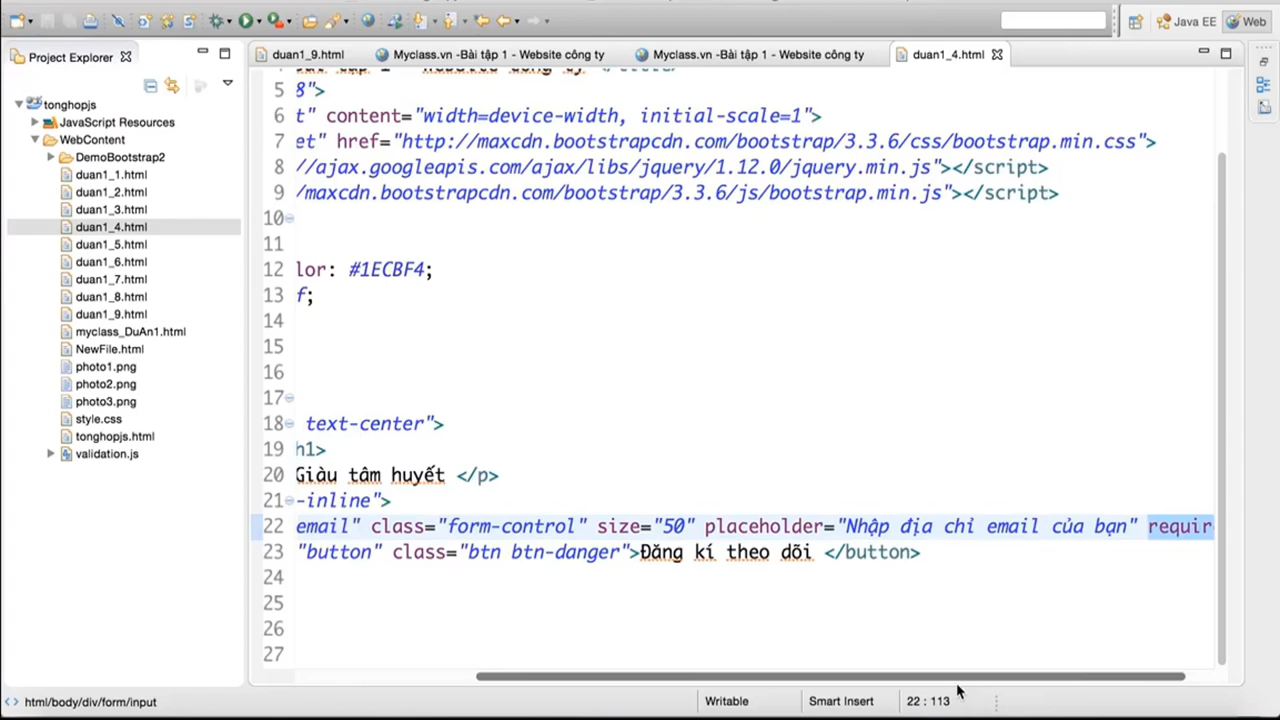 Java EE
Web
Project Explorer
duan1_9.html
Myclass.vn -Bài tập 1 - Website công ty
Myclass.vn -Bài tập 1 - Website công ty
duan1_4.html
tonghopjs
JavaScript Resources
WebContent
DemoBootstrap2
duan1_1.html
duan1_2.html
duan1_3.html
duan1_4.html
duan1_5.html
duan1_6.html
duan1_7.html
duan1_8.html
duan1_9.html
myclass_DuAn1.html
NewFile.html
photo1.png
photo2.png
photo3.png
style.css
tonghopjs.html
validation.js
5 8">
6 t" content="width=device-width, initial-scale=1">
7 et" href="http://maxcdn.bootstrapcdn.com/bootstrap/3.3.6/css/bootstrap.min.css">
8 //ajax.googleapis.com/ajax/libs/jquery/1.12.0/jquery.min.js"></script>
9 /maxcdn.bootstrapcdn.com/bootstrap/3.3.6/js/bootstrap.min.js"></script>
10
11
12 lor: #1ECBF4;
13 f;
14
15
16
17
18 text-center">
19 h1>
20 Giàu tâm huyết </p>
21 -inline">
22 email" class="form-control" size="50" placeholder="Nhập địa chỉ email của bạn" requir
23 "button" class="btn btn-danger">Đăng kí theo dõi </button>
24
25
26
27
html/body/div/form/input
Writable
Smart Insert
22 : 113